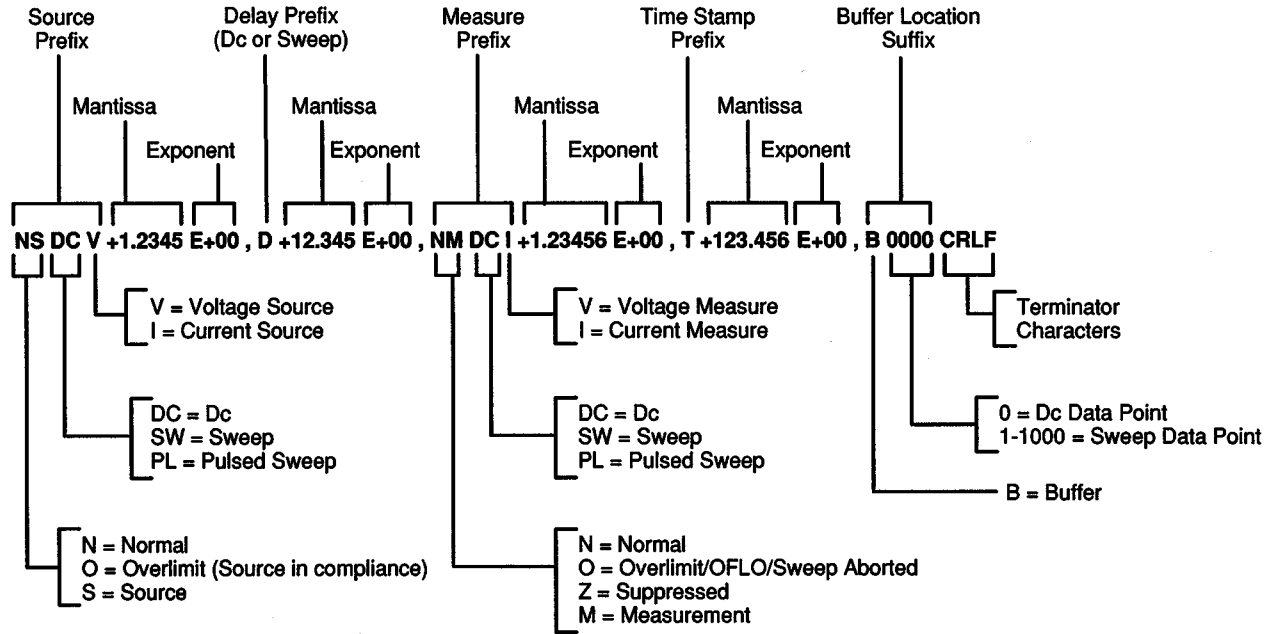 Source Prefix
Delay Prefix (Dc or Sweep)
Measure Prefix
Time Stamp Prefix
Buffer Location Suffix
Mantissa
Mantissa
Mantissa
Mantissa
Exponent
Exponent
Exponent
Exponent
NS DC V +1.2345 E+00 , D +12.345 E+00 , NM DC I +1.23456 E+00 , T +123.456 E+00 , B 0000 CRLF
V = Voltage Source
I = Current Source
V = Voltage Measure
I = Current Measure
Terminator
Characters
DC = Dc
SW = Sweep
PL = Pulsed Sweep
DC = Dc
SW = Sweep
PL = Pulsed Sweep
0 = Dc Data Point
1-1000 = Sweep Data Point
B = Buffer
N = Normal
O = Overlimit (Source in compliance)
S = Source
N = Normal
O = Overlimit/OFLO/Sweep Aborted
Z = Suppressed
M = Measurement